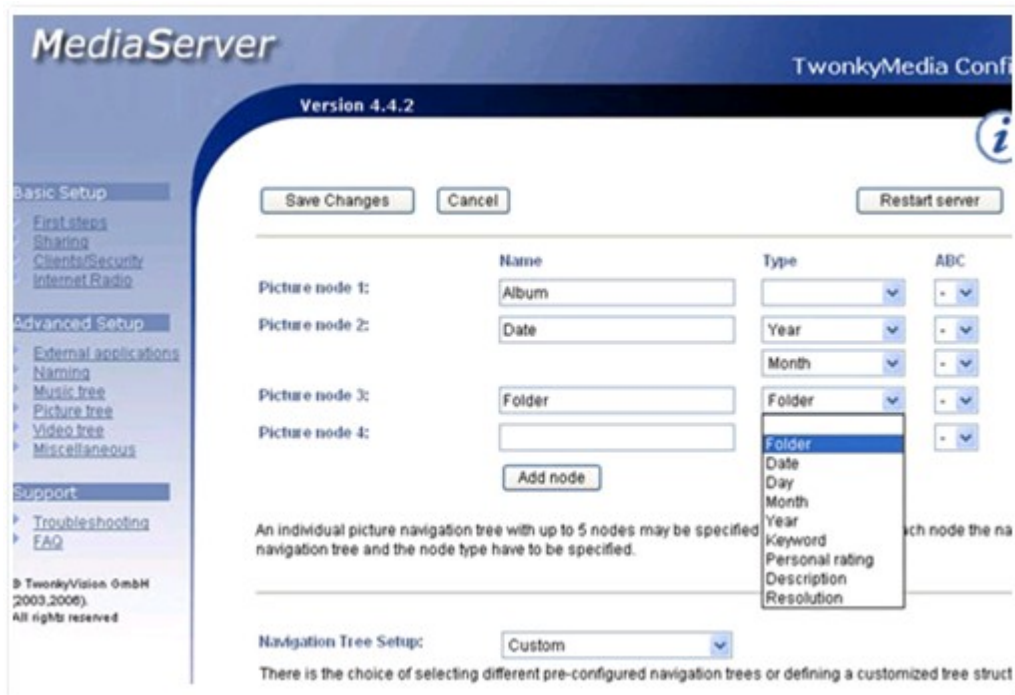 MediaServer
TwonkyMedia Confi
Version 4.4.2
i
Basic Setup
First steps
Sharing
Clients/Security
Internet Radio
Advanced Setup
External applications
Naming
Music tree
Picture tree
Video tree
Miscellaneous
Support
Troubleshooting
FAQ
© TwonkyVision GmbH
(2003,2006).
All rights reserved
Save Changes Cancel Restart server
Name Type ABC
Picture node 1: Album -
Picture node 2: Date Year -
Month -
Picture node 3: Folder Folder -
Picture node 4: -
Folder
Date
Day
Month
Year
Keyword
Personal rating
Description
Resolution
Add node
An individual picture navigation tree with up to 5 nodes may be specified ch node the na
navigation tree and the node type have to be specified.
Navigation Tree Setup: Custom
There is the choice of selecting different pre-configured navigation trees or defining a customized tree struct